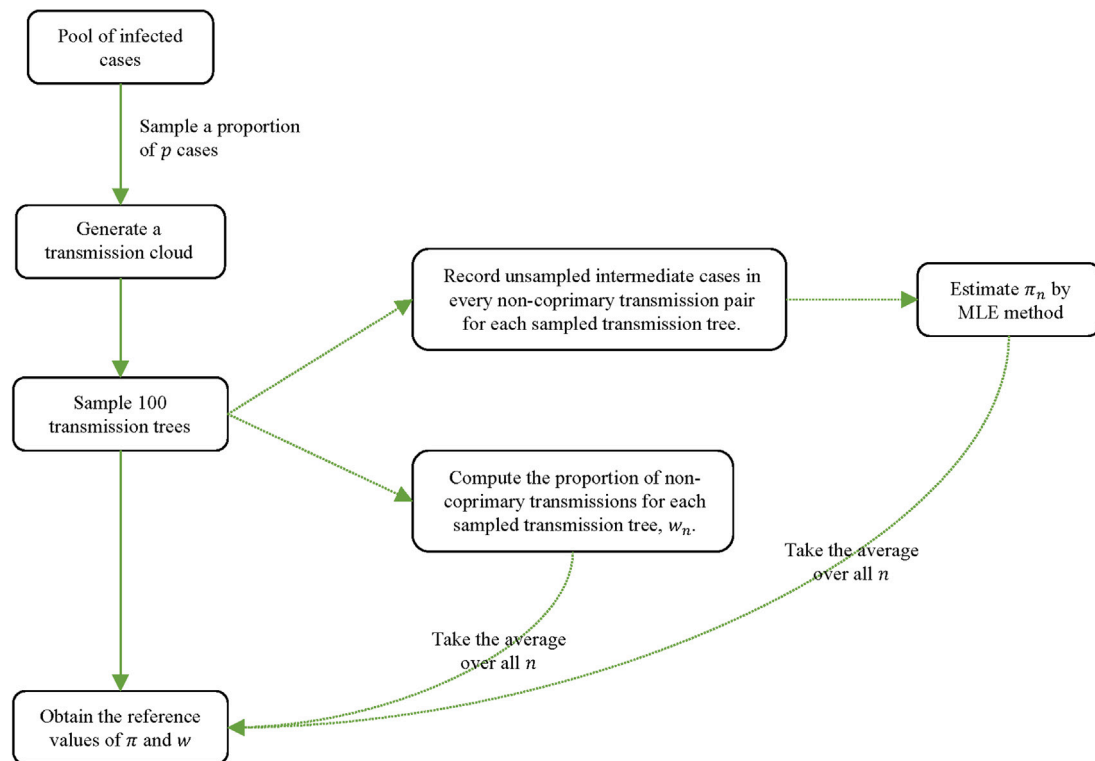 Pool of infected
cases
Sample a proportion
of p cases
Generate a
transmission cloud
Record unsampled intermediate cases in
every non-coprimary transmission pair
for each sampled transmission tree.
Estimate πₙ by
MLE method
Sample 100
transmission trees
Compute the proportion of non-
coprimary transmissions for each
sampled transmission tree, wₙ.
Take the average
over all n
Take the average
over all n
Obtain the reference
values of π and w